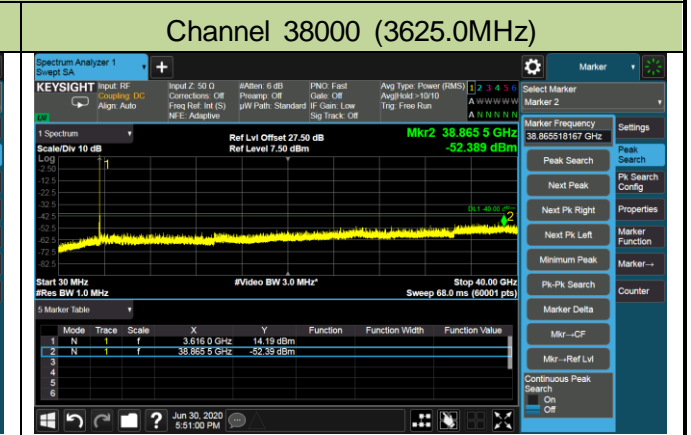 Channel 38000 (3625.0MHz)
Spectrum Analyzer 1
Swept SA
+
Marker
KEYSIGHT
Input: RF
Coupling: DC
Align: Auto
LM
Input Z: 50 Ω
Corrections: Off
Freq Ref: Int (S)
NFE: Adaptive
#Atten: 6 dB
Preamp: Off
µW Path: Standard
PNO: Fast
Gate: Off
IF Gain: Low
Sig Track: Off
Avg Type: Power (RMS)
Avg|Hold:>10/10
Trig: Free Run
1 2 3 4 5 6
A W W W W W
A N N N N N
Select Marker
Marker 2
1 Spectrum
Scale/Div 10 dB
Ref Lvl Offset 27.50 dB
Ref Level 7.50 dBm
Mkr2 38.865 5 GHz
-52.389 dBm
Log
-2.50
-12.5
-22.5
-32.5
-42.5
-52.5
-62.5
-72.5
-82.5
1
DL1 -40.00 dBm
2
Start 30 MHz
#Res BW 1.0 MHz
#Video BW 3.0 MHz*
Stop 40.00 GHz
Sweep 68.0 ms (60001 pts)
Marker Frequency
38.865518167 GHz
Peak Search
Next Peak
Next Pk Right
Next Pk Left
Minimum Peak
Pk-Pk Search
Marker Delta
Mkr→CF
Mkr→Ref Lvl
Continuous Peak
Search
On
Off
Settings
Peak
Search
Pk Search
Config
Properties
Marker
Function
Marker→
Counter
5 Marker Table
Mode Trace Scale X Y Function Function Width Function Value
1 N 1 f 3.616 0 GHz 14.19 dBm
2 N 1 f 38.865 5 GHz -52.39 dBm
3
4
5
6
?
Jun 30, 2020
5:51:00 PM